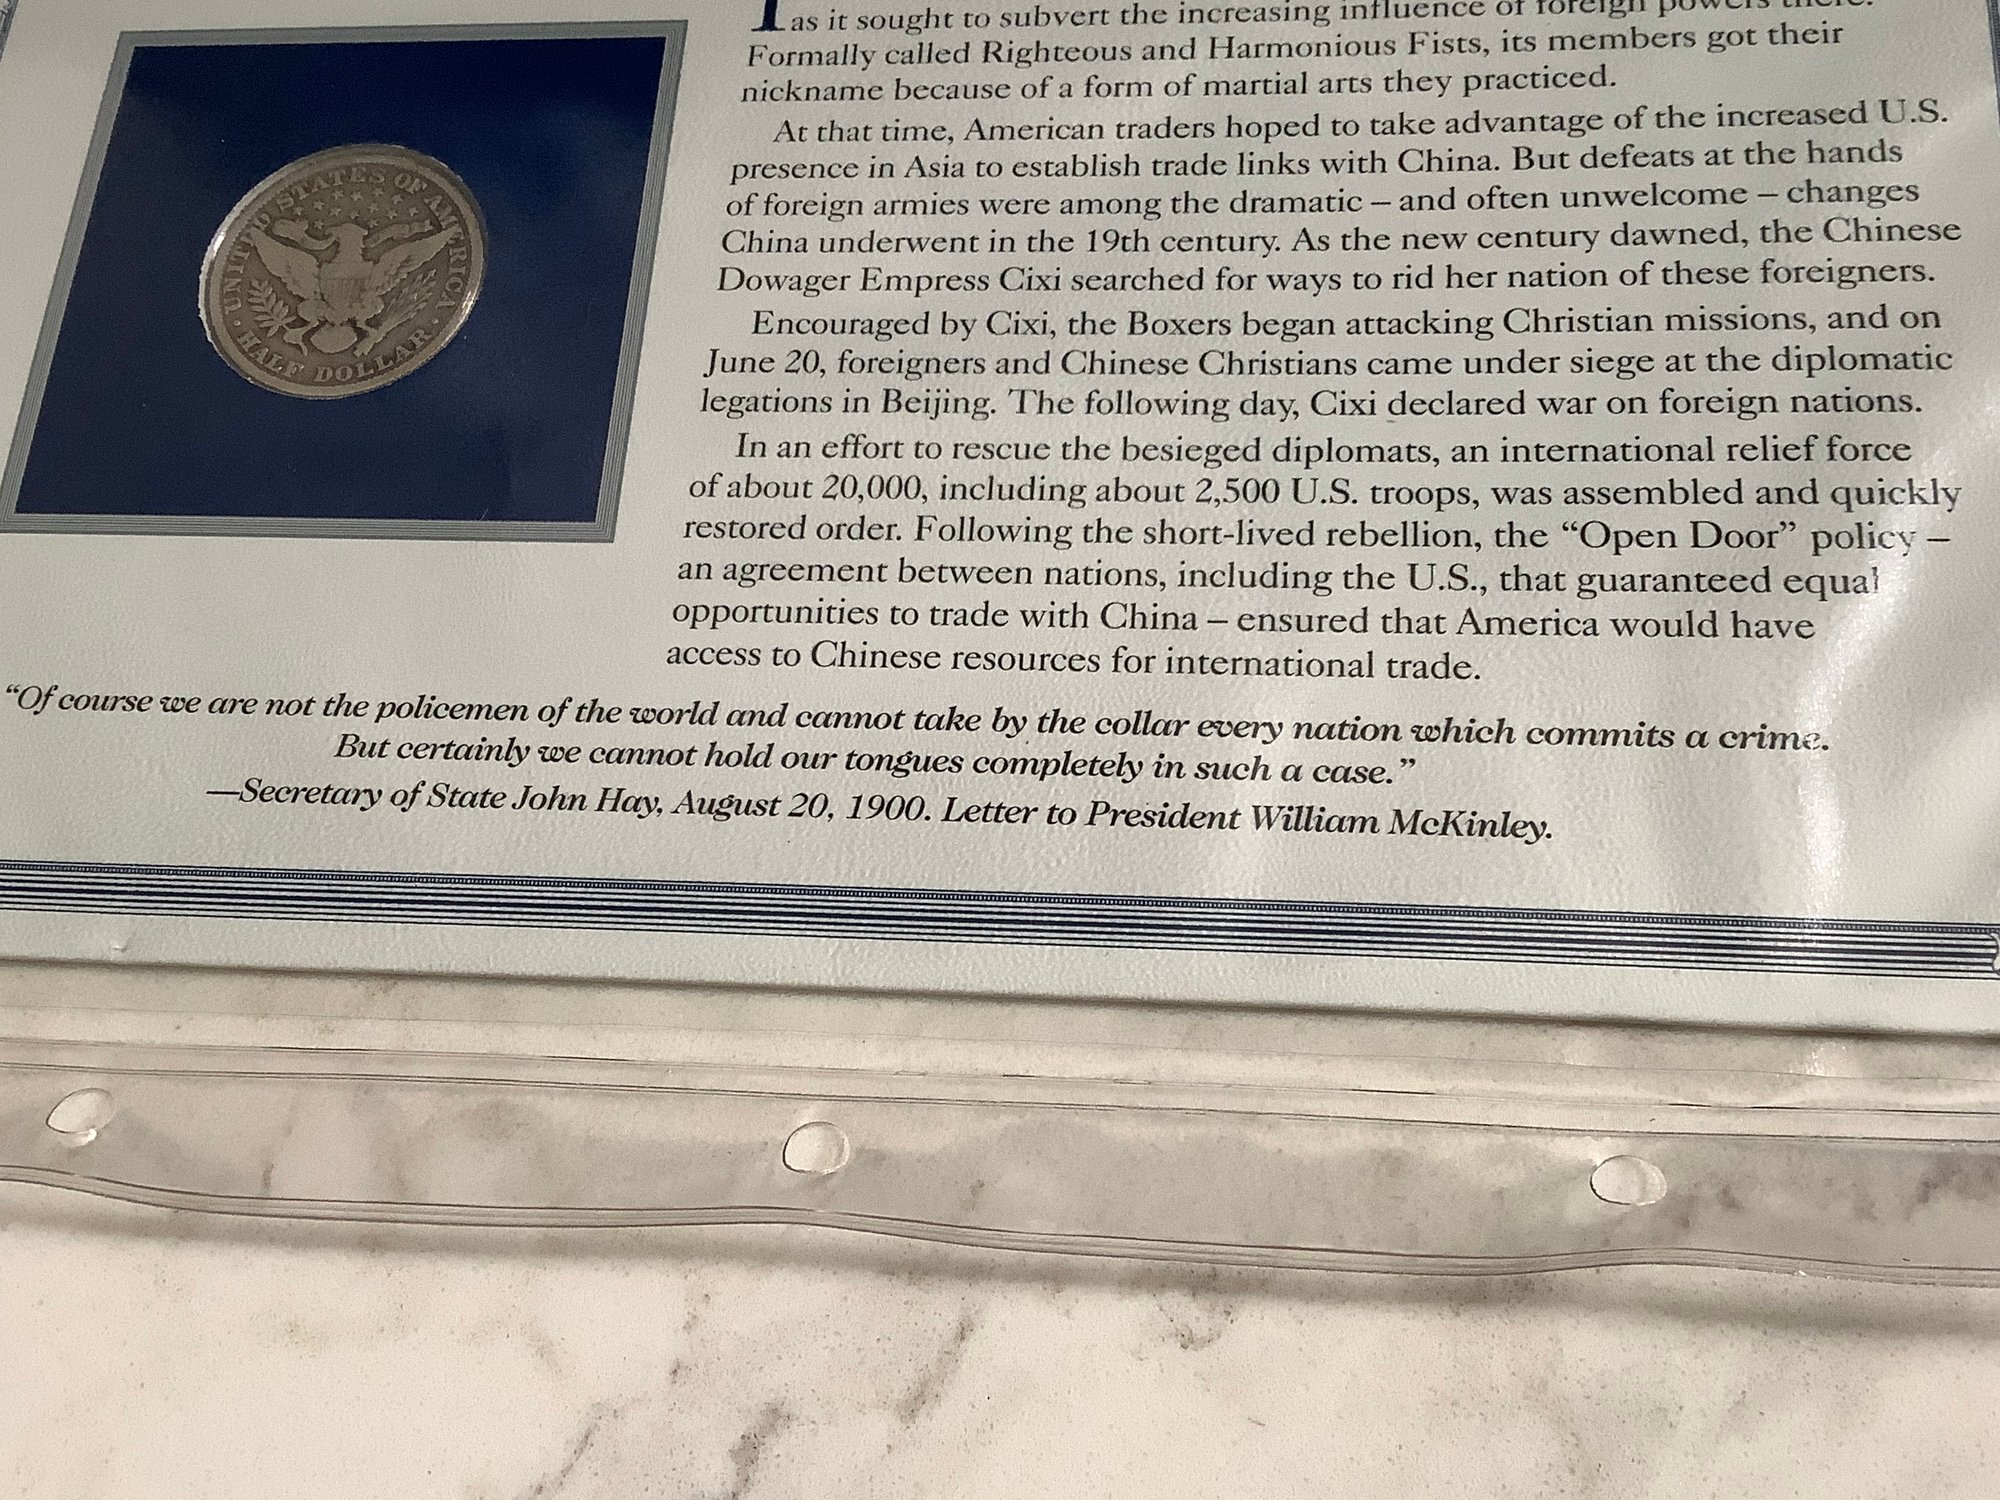 UNITED STATES OF AMERICA
HALF DOLLAR
as it sought to subvert the increasing influence of foreign powers there.
Formally called Righteous and Harmonious Fists, its members got their
nickname because of a form of martial arts they practiced.
At that time, American traders hoped to take advantage of the increased U.S.
presence in Asia to establish trade links with China. But defeats at the hands
of foreign armies were among the dramatic – and often unwelcome – changes
China underwent in the 19th century. As the new century dawned, the Chinese
Dowager Empress Cixi searched for ways to rid her nation of these foreigners.
Encouraged by Cixi, the Boxers began attacking Christian missions, and on
June 20, foreigners and Chinese Christians came under siege at the diplomatic
legations in Beijing. The following day, Cixi declared war on foreign nations.
In an effort to rescue the besieged diplomats, an international relief force
of about 20,000, including about 2,500 U.S. troops, was assembled and quickly
restored order. Following the short-lived rebellion, the “Open Door” policy –
an agreement between nations, including the U.S., that guaranteed equal
opportunities to trade with China – ensured that America would have
access to Chinese resources for international trade.
“Of course we are not the policemen of the world and cannot take by the collar every nation which commits a crime.
But certainly we cannot hold our tongues completely in such a case.”
—Secretary of State John Hay, August 20, 1900. Letter to President William McKinley.